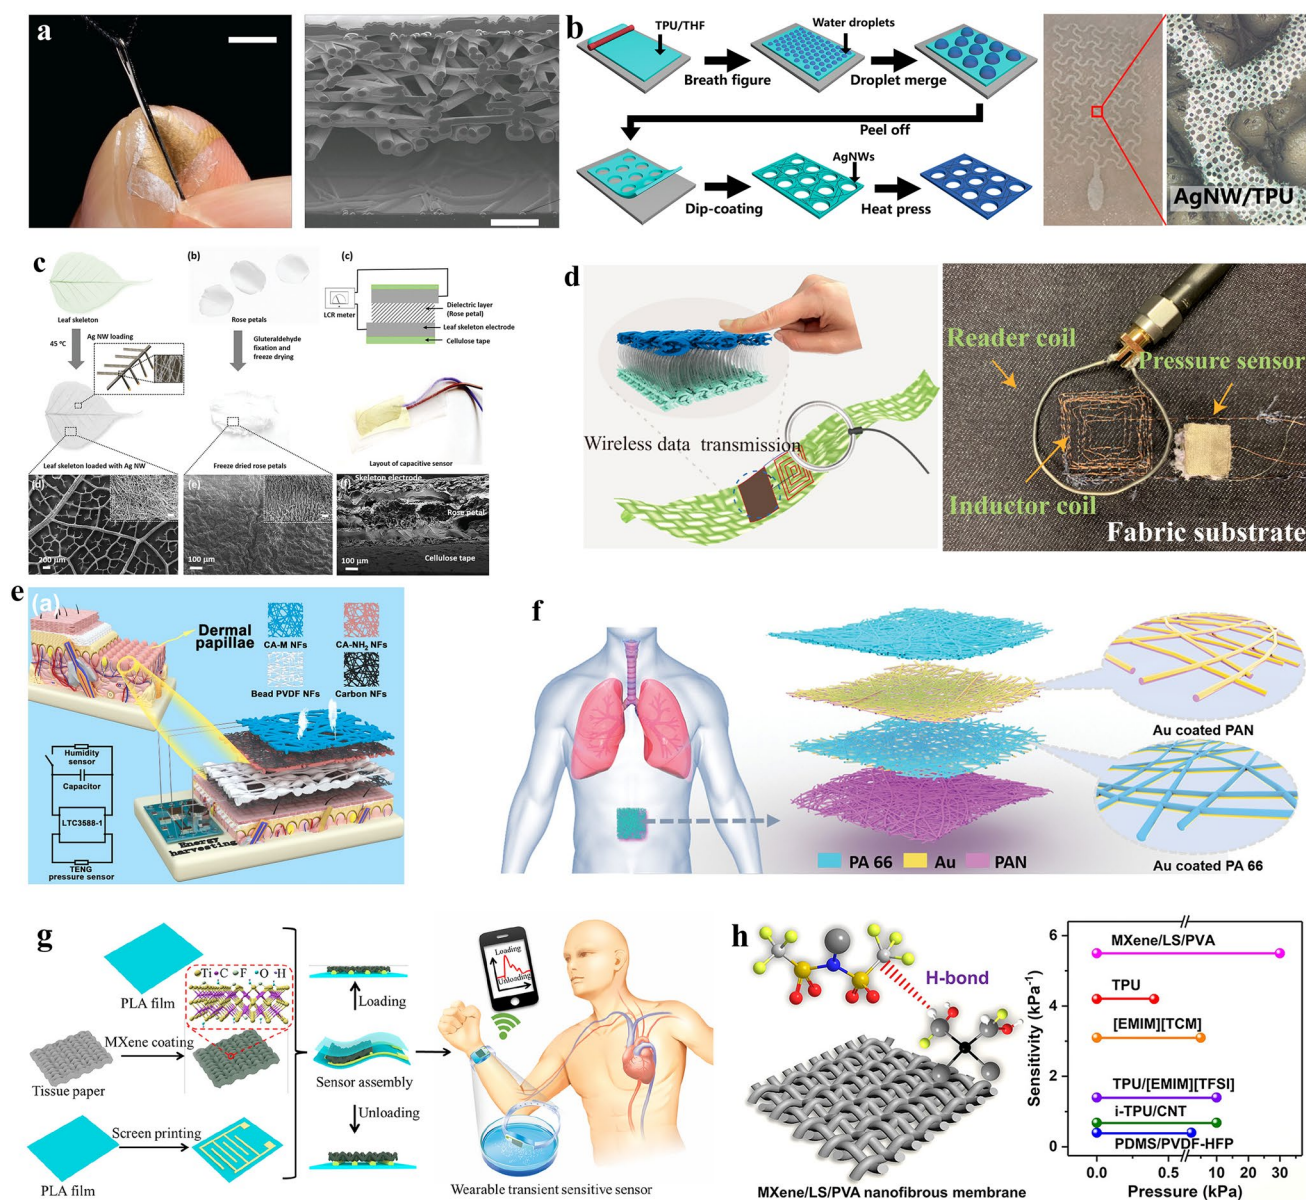 a
b
TPU/THF
Water droplets
Breath figure
Droplet merge
Peel off
AgNWs
Dip-coating
Heat press
AgNW/TPU
c
(b)
(c)
Leaf skeleton
Rose petals
LCR meter
Dielectric layer
(Rose petal)
Leaf skeleton electrode
Cellulose tape
45 °C
Ag NW loading
Gluteraldehyde
fixation and
freeze drying
Leaf skeleton loaded with Ag NW
Freeze dried rose petals
Layout of capacitive sensor
(d)
200 μm
(e)
100 μm
(f)
Skeleton electrode
Rose petal
Cellulose tape
100 μm
d
Wireless data transmission
Reader coil
Pressure sensor
Inductor coil
Fabric substrate
e
(a)
Dermal
papillae
CA-M NFs
CA-NH₂ NFs
Bead PVDF NFs
Carbon NFs
Humidity
sensor
Capacitor
LTC3588-1
TENG
pressure sensor
Energy
harvesting
f
Au coated PAN
Au coated PA 66
PA 66
Au
PAN
g
PLA film
Ti C F O H
MXene coating
Tissue paper
Screen printing
PLA film
Loading
Sensor assembly
Unloading
Loading
Unloading
Wearable transient sensitive sensor
h
H-bond
MXene/LS/PVA nanofibrous membrane
Sensitivity (kPa⁻¹)
6
4
2
0
MXene/LS/PVA
TPU
[EMIM][TCM]
TPU/[EMIM][TFSI]
i-TPU/CNT
PDMS/PVDF-HFP
0.0
0.5
10
30
Pressure (kPa)